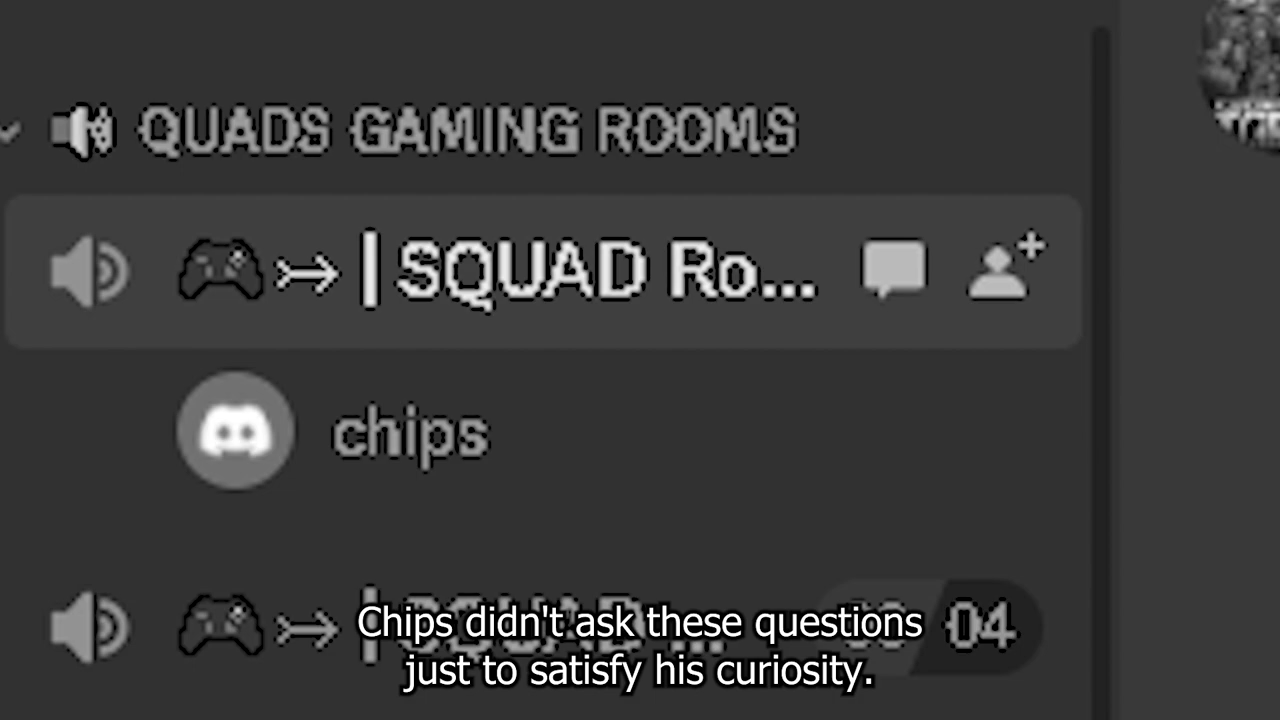 QUADS GAMING ROOMS
| SQUAD Ro...
chips
04
Chips didn't ask these questions
just to satisfy his curiosity.